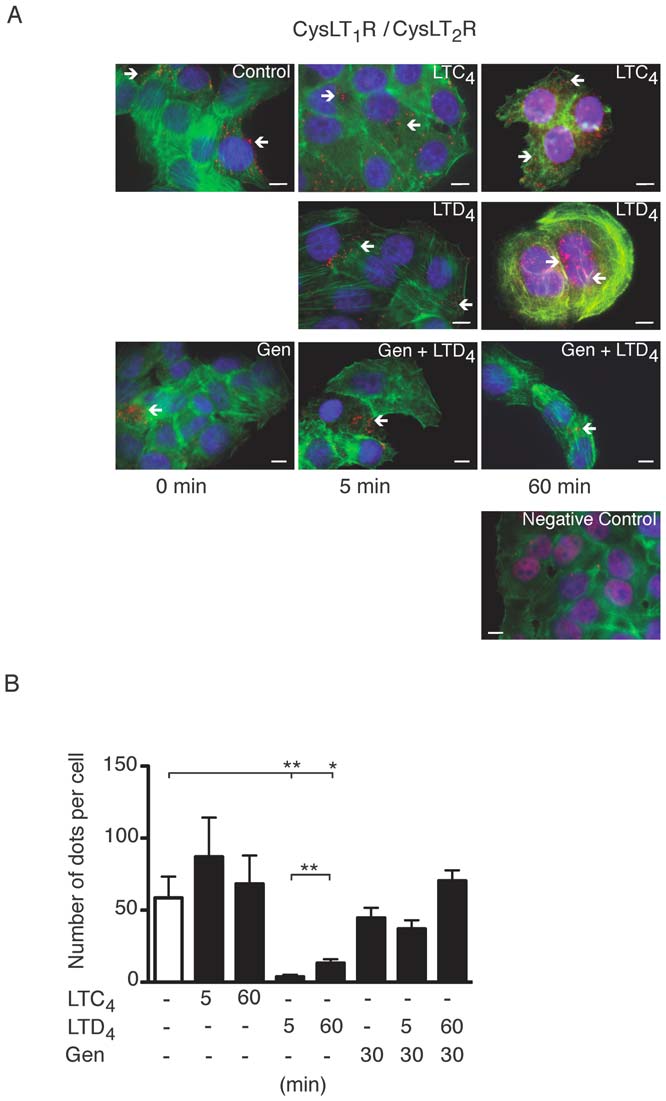 A
CysLT1R / CysLT2R
Control LTC4 LTC4
LTD4 LTD4
Gen Gen + LTD4 Gen + LTD4
0 min 5 min 60 min
Negative Control
B
Number of dots per cell
150
100
50
0
** *
**
LTC4 - 5 60 - - - - -
LTD4 - - - 5 60 - 5 60
Gen - - - - - 30 30 30
(min)